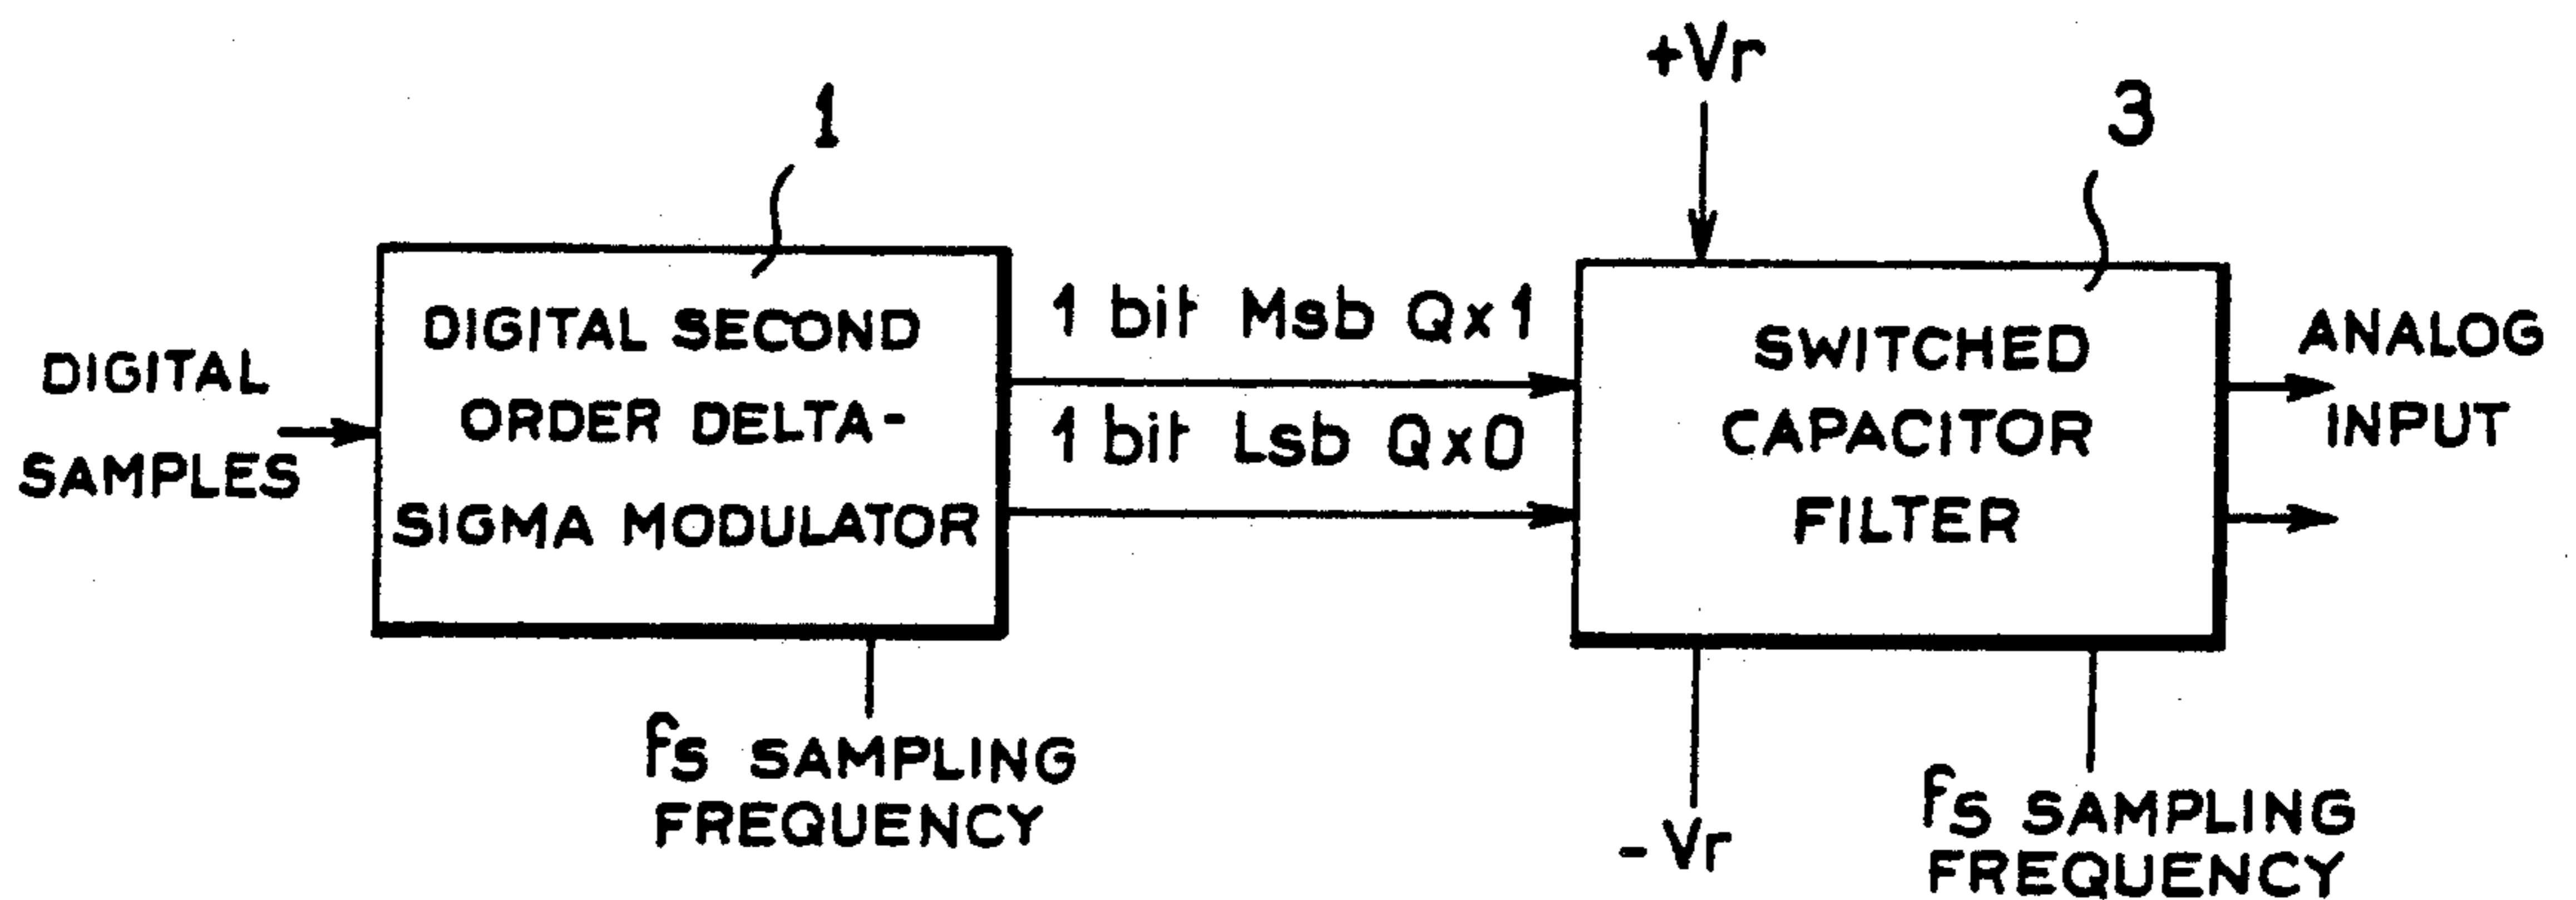 +Vr
1
3
DIGITAL
SAMPLES
DIGITAL SECOND
ORDER DELTA-
SIGMA MODULATOR
1 bit Msb Qx1
1 bit Lsb Qx0
SWITCHED
CAPACITOR
FILTER
ANALOG
INPUT
fs SAMPLING
FREQUENCY
-Vr
fs SAMPLING
FREQUENCY